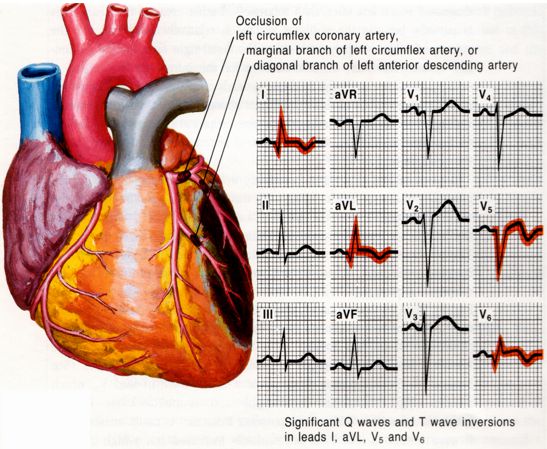 Occlusion of
left circumflex coronary artery,
marginal branch of left circumflex artery, or
diagonal branch of left anterior descending artery
I
aVR
V1
V4
II
aVL
V2
V5
III
aVF
V3
V6
Significant Q waves and T wave inversions
in leads I, aVL, V5 and V6